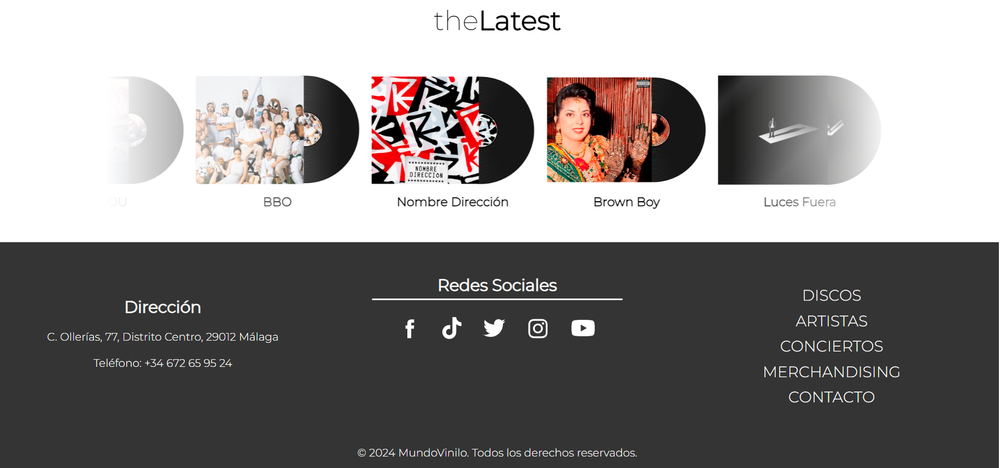 theLatest
NOMBRE
DIRECCIÓN
OU
BBO
Nombre Dirección
Brown Boy
Luces Fuera
Dirección
C. Ollerías, 77, Distrito Centro, 29012 Málaga
Teléfono: +34 672 65 95 24
Redes Sociales
DISCOS
ARTISTAS
CONCIERTOS
MERCHANDISING
CONTACTO
© 2024 MundoVinilo. Todos los derechos reservados.